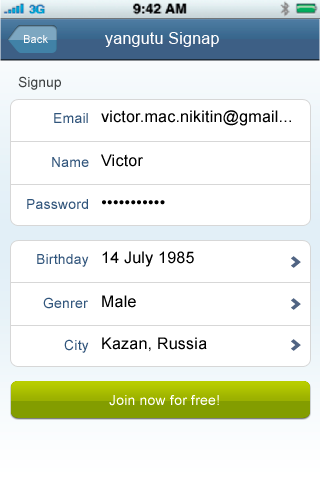 3G 9:42 AM
Back yangutu Signap
Signup
Email victor.mac.nikitin@gmail...
Name Victor
Password •••••••••••
Birthday 14 July 1985
Genrer Male
City Kazan, Russia
Join now for free!